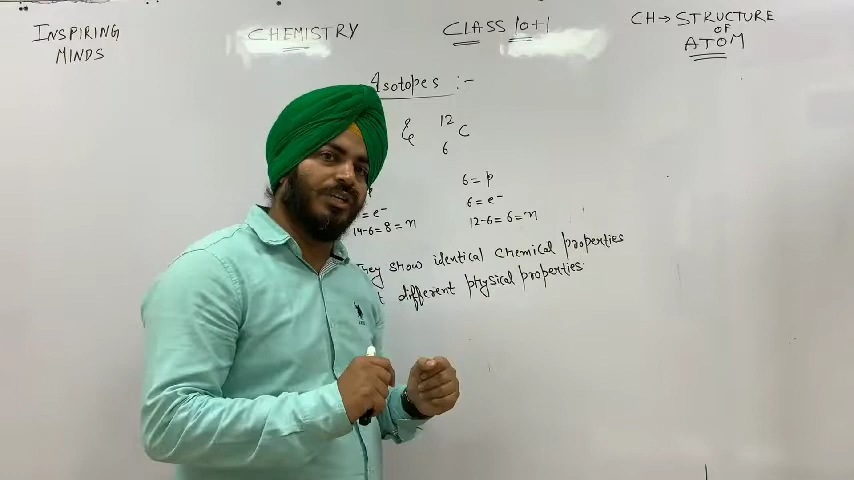 INSPIRING
MINDS
CHEMISTRY
CLASS 10+1
CH→ STRUCTURE
OF
ATOM
Isotopes :-
& 12 C
6
6 = p
= e-
6 = e-
14-6 = 8 = n
12-6 = 6 = n
They show identical chemical properties
different physical properties